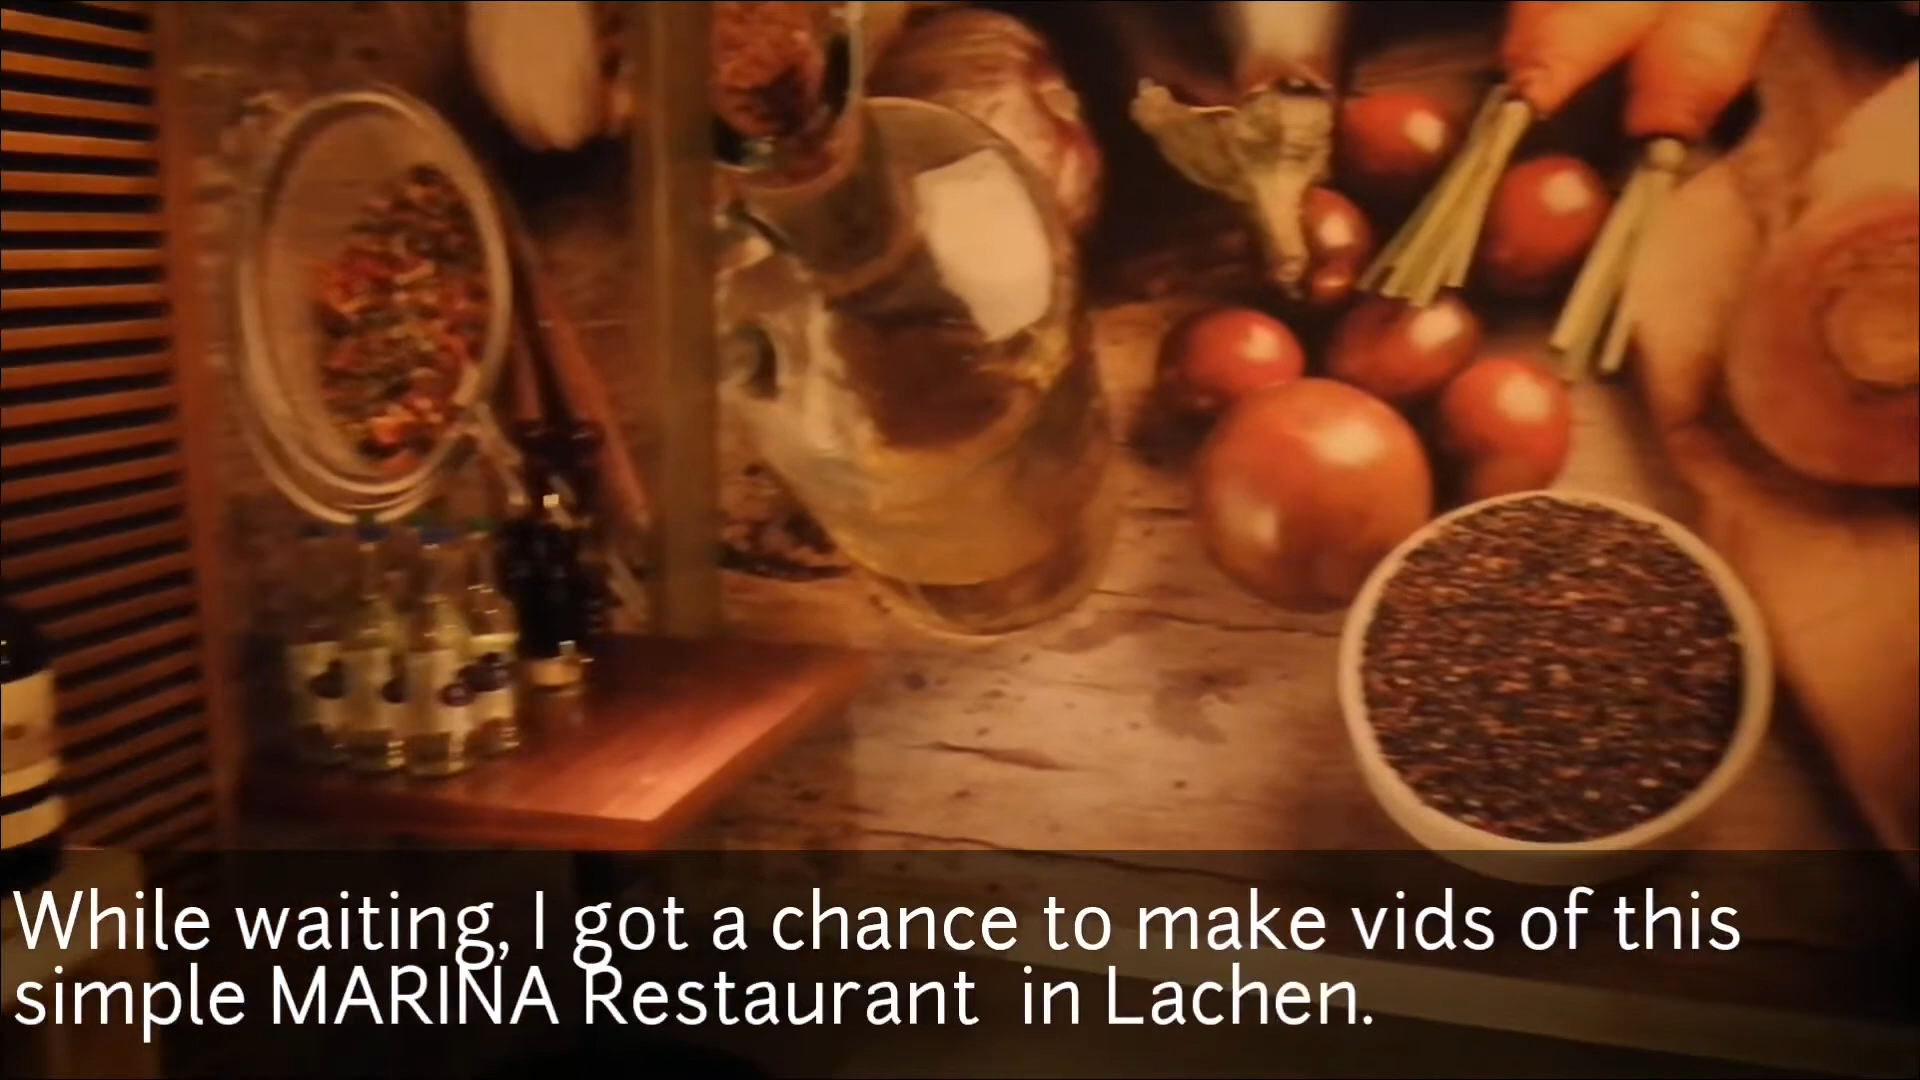 While waiting, I got a chance to make vids of this
simple MARINA Restaurant in Lachen.